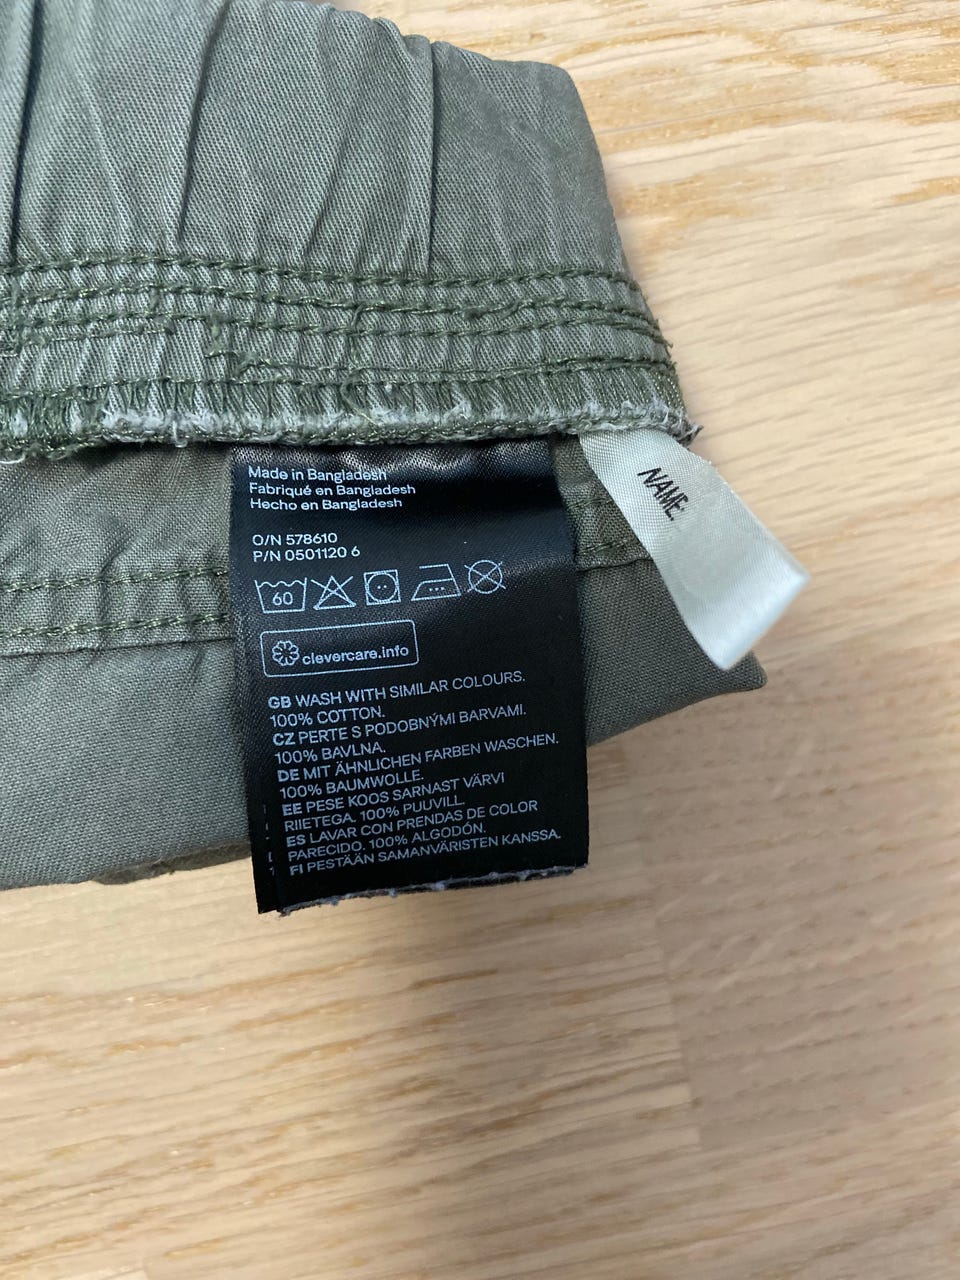 Made in Bangladesh
Fabriqué en Bangladesh
Hecho en Bangladesh
O/N 578610
P/N 0501120 6
60
clevercare.info
GB WASH WITH SIMILAR COLOURS.
100% COTTON.
CZ PERTE S PODOBNÝMI BARVAMI.
100% BAVLNA.
DE MIT ÄHNLICHEN FARBEN WASCHEN.
100% BAUMWOLLE.
EE PESE KOOS SARNAST VÄRVI
RIIETEGA. 100% PUUVILL.
ES LAVAR CON PRENDAS DE COLOR
PARECIDO. 100% ALGODÓN.
FI PESTÄÄN SAMANVÄRISTEN KANSSA.
NAME